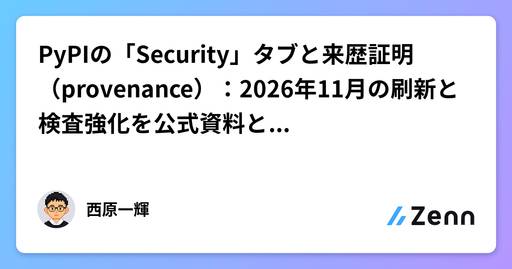 PyPIの「Security」タブと来歴証明
（provenance）：2026年11月の刷新と
検査強化を公式資料と...
西原一輝
Zenn